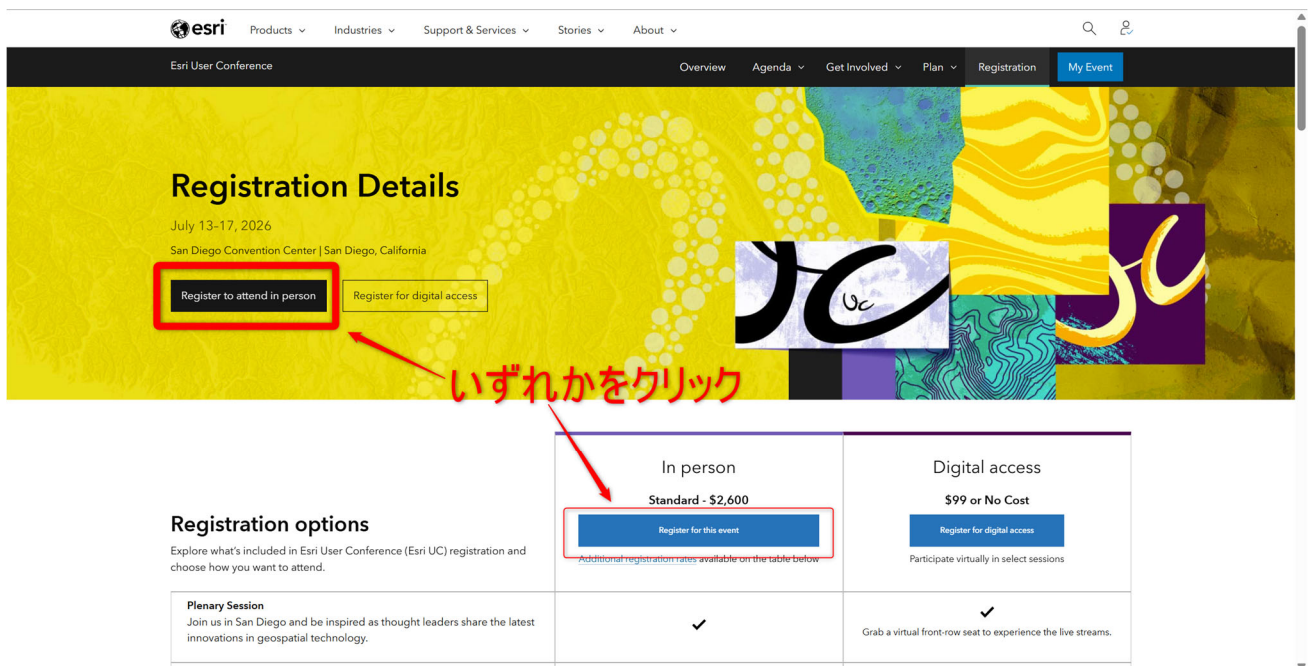 esri
Products
Industries
Support & Services
Stories
About
Esri User Conference
Overview
Agenda
Get Involved
Plan
Registration
My Event
Registration Details
July 13-17, 2026
San Diego Convention Center | San Diego, California
Register to attend in person
Register for digital access
UC
UC
UC
いずれかをクリック
In person
Standard - $2,600
Register for this event
Additional registration rates available on the table below
Digital access
$99 or No Cost
Register for digital access
Participate virtually in select sessions
Registration options
Explore what's included in Esri User Conference (Esri UC) registration and
choose how you want to attend.
Plenary Session
Join us in San Diego and be inspired as thought leaders share the latest
innovations in geospatial technology.
Grab a virtual front-row seat to experience the live streams.